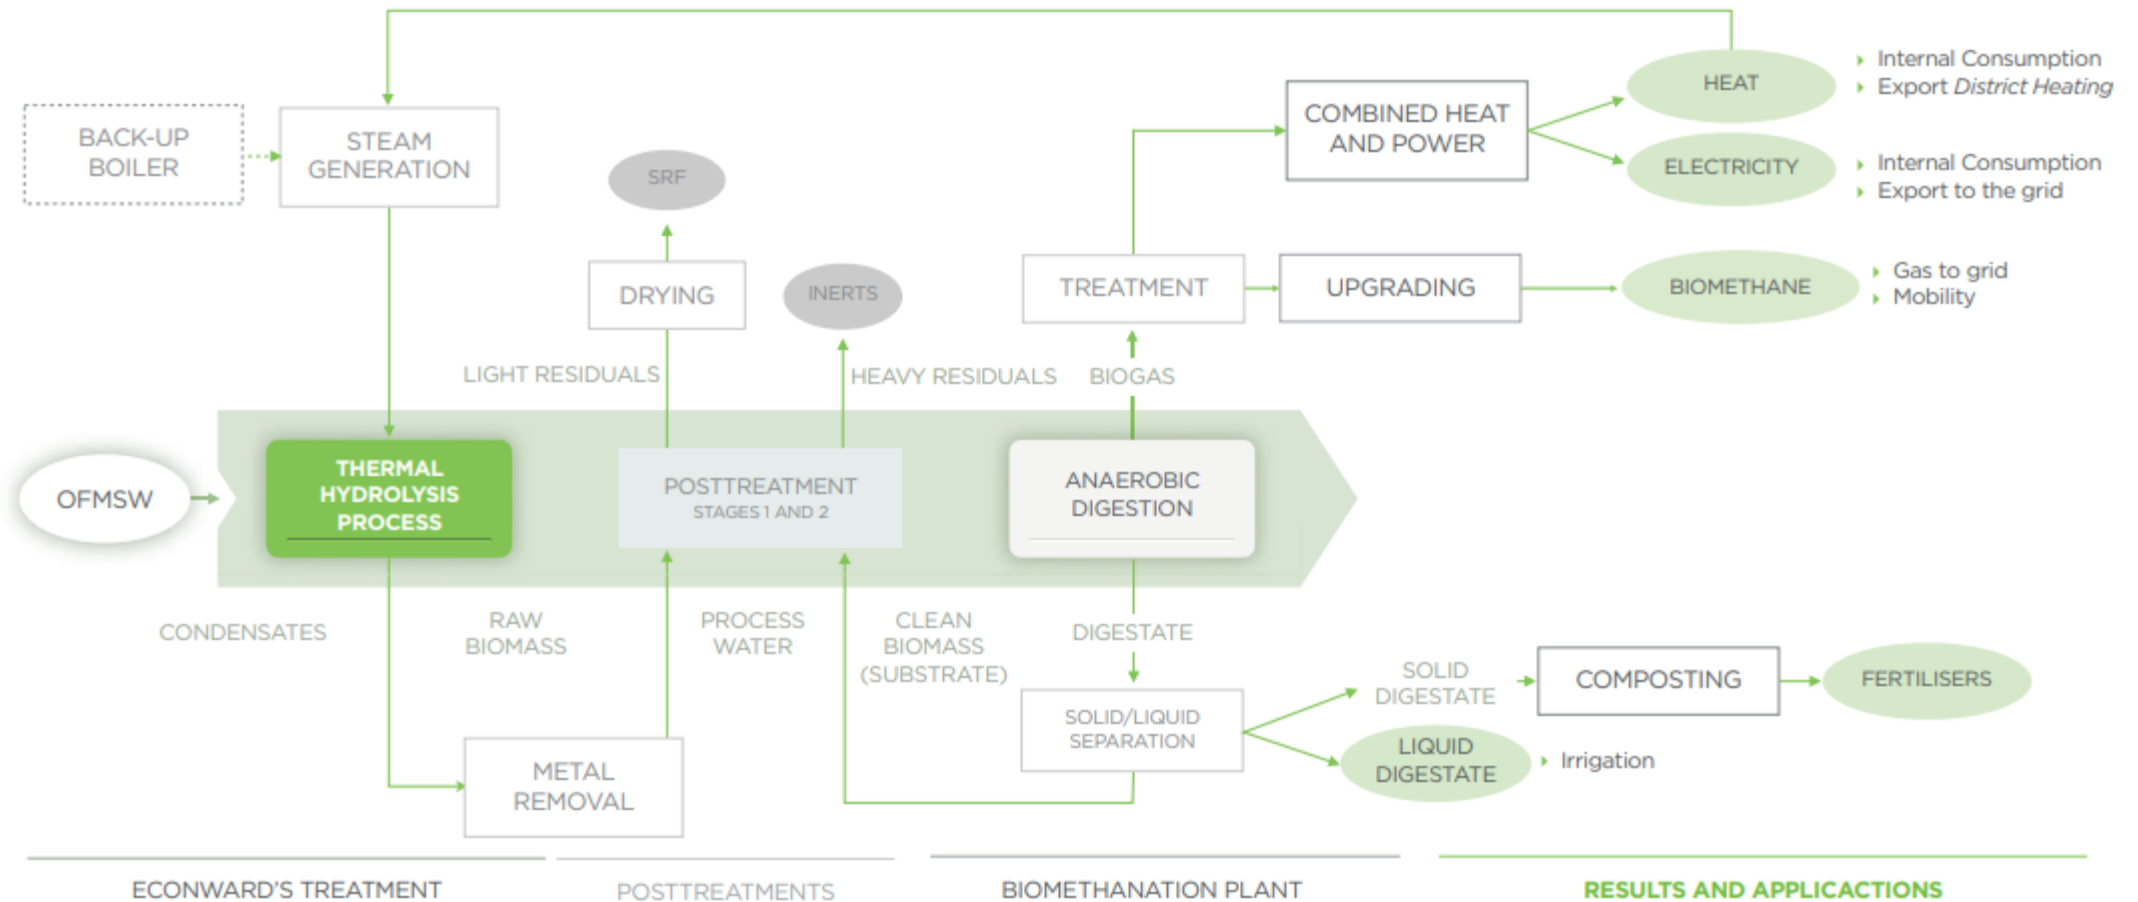 HEAT
Internal Consumption
Export District Heating
COMBINED HEAT
AND POWER
BACK-UP
BOILER
STEAM
GENERATION
ELECTRICITY
Internal Consumption
Export to the grid
SRF
DRYING
INERTS
TREATMENT
UPGRADING
BIOMETHANE
Gas to grid
Mobility
LIGHT RESIDUALS
HEAVY RESIDUALS
BIOGAS
OFMSW
THERMAL
HYDROLYSIS
PROCESS
POSTTREATMENT
STAGES 1 AND 2
ANAEROBIC
DIGESTION
CONDENSATES
RAW
BIOMASS
PROCESS
WATER
CLEAN
BIOMASS
(SUBSTRATE)
DIGESTATE
SOLID/LIQUID
SEPARATION
SOLID
DIGESTATE
COMPOSTING
FERTILISERS
LIQUID
DIGESTATE
Irrigation
METAL
REMOVAL
ECONWARD'S TREATMENT
POSTTREATMENTS
BIOMETHANATION PLANT
RESULTS AND APPLICACTIONS